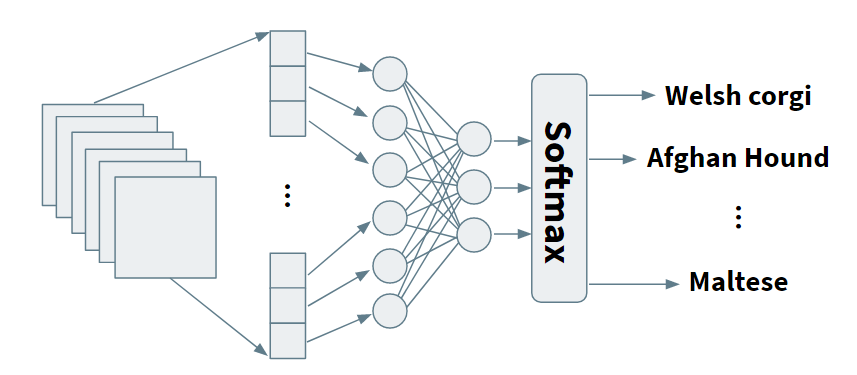 Softmax
Welsh corgi
Afghan Hound
Maltese